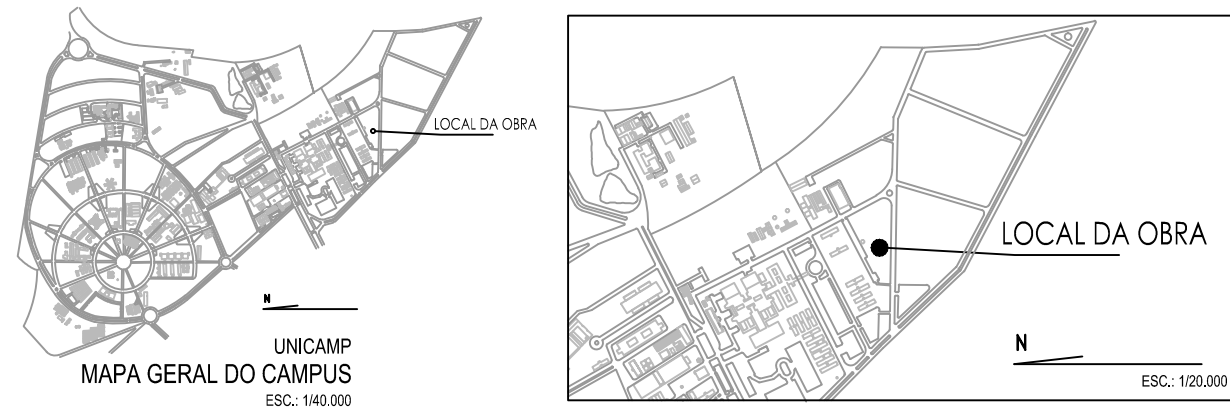 LOCAL DA OBRA
N
UNICAMP
MAPA GERAL DO CAMPUS
ESC.: 1/40.000
LOCAL DA OBRA
N
ESC.: 1/20.000